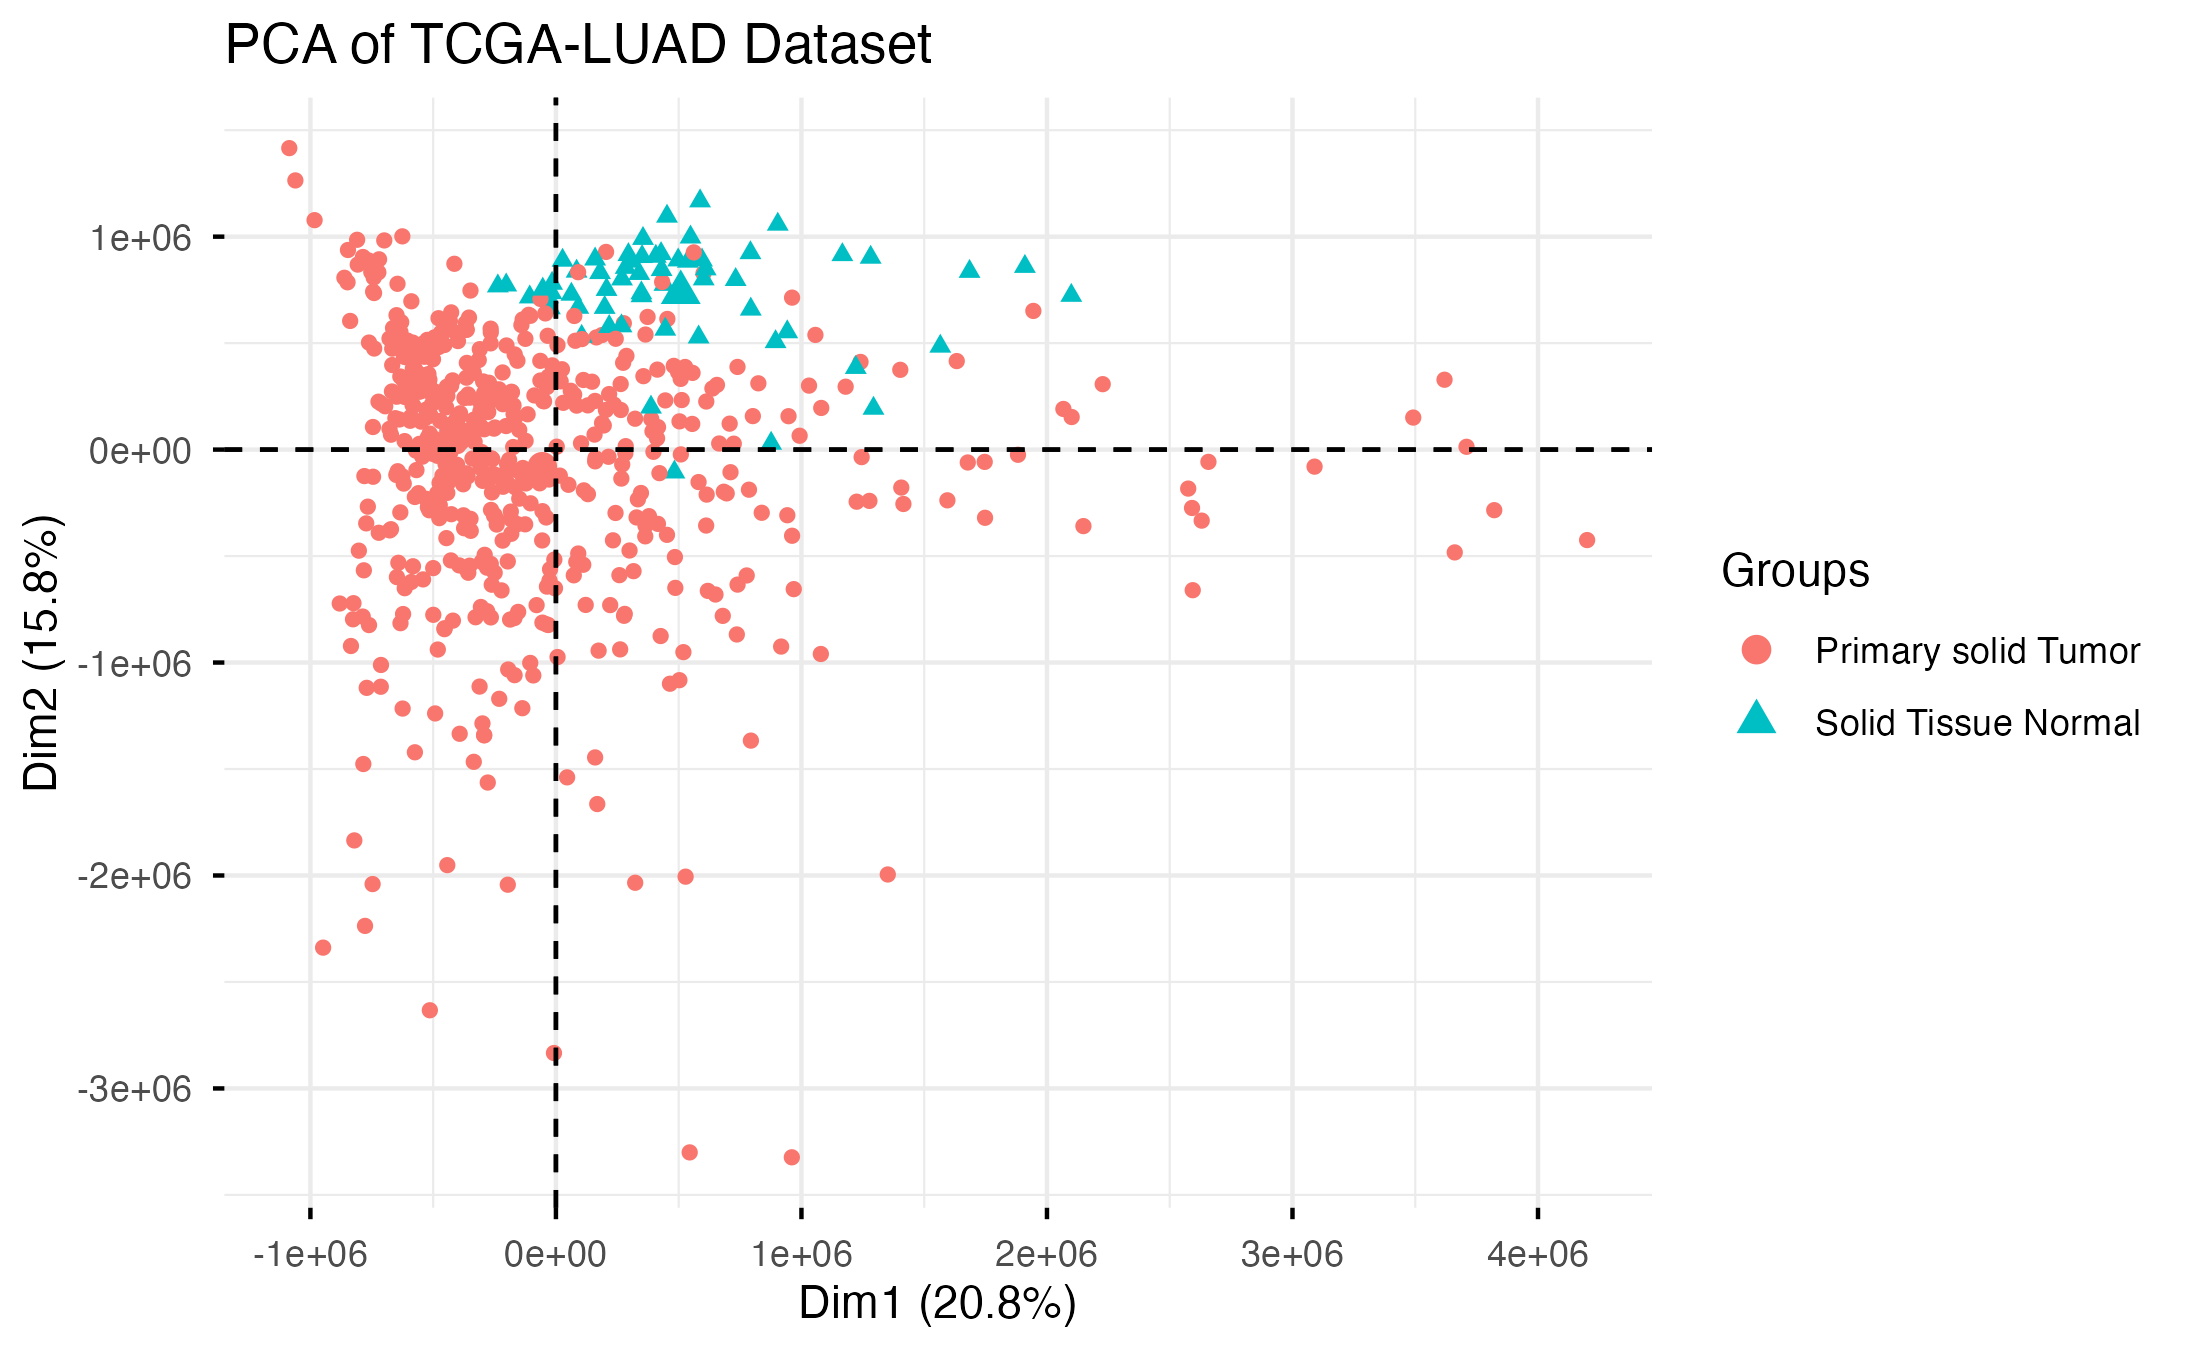 PCA of TCGA-LUAD Dataset
Dim2 (15.8%)
1e+06
0e+00
-1e+06
-2e+06
-3e+06
-1e+06 0e+00 1e+06 2e+06 3e+06 4e+06
Dim1 (20.8%)
Groups
Primary solid Tumor
Solid Tissue Normal